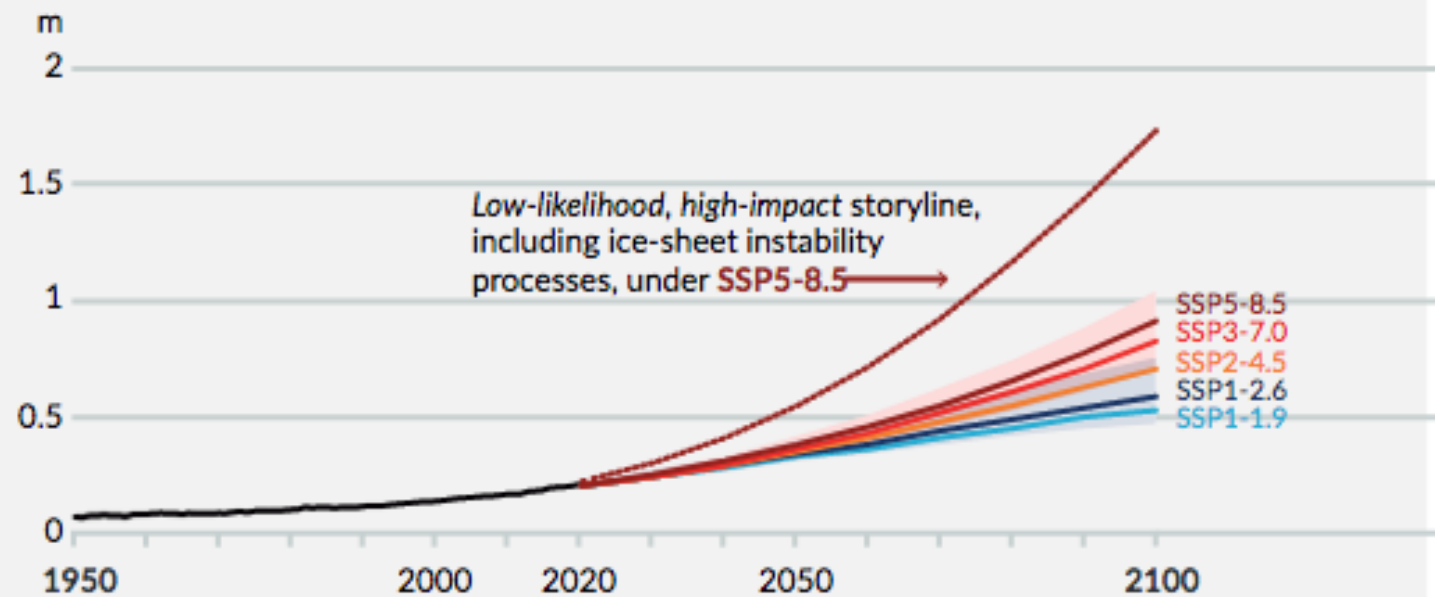 m
2
1.5
Low-likelihood, high-impact storyline,
including ice-sheet instability
processes, under SSP5-8.5
1
SSP5-8.5
SSP3-7.0
SSP2-4.5
SSP1-2.6
SSP1-1.9
0.5
0
1950 2000 2020 2050 2100